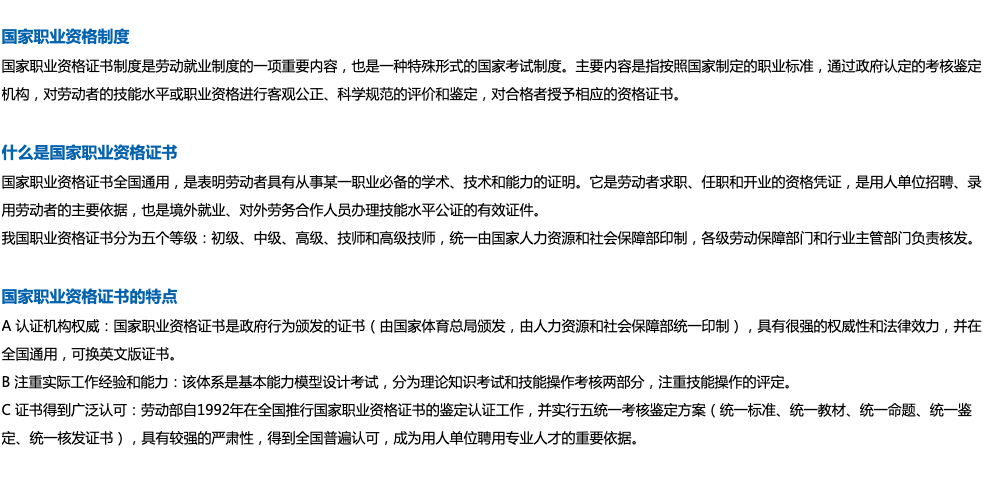 国家职业资格制度
国家职业资格证书制度是劳动就业制度的一项重要内容，也是一种特殊形式的国家考试制度。主要内容是指按照国家制定的职业标准，通过政府认定的考核鉴定
机构，对劳动者的技能水平或职业资格进行客观公正、科学规范的评价和鉴定，对合格者授予相应的资格证书。
什么是国家职业资格证书
国家职业资格证书全国通用，是表明劳动者具有从事某一职业必备的学术、技术和能力的证明。它是劳动者求职、任职和开业的资格凭证，是用人单位招聘、录
用劳动者的主要依据，也是境外就业、对外劳务合作人员办理技能水平公证的有效证件。
我国职业资格证书分为五个等级：初级、中级、高级、技师和高级技师，统一由国家人力资源和社会保障部印制，各级劳动保障部门和行业主管部门负责核发。
国家职业资格证书的特点
A 认证机构权威：国家职业资格证书是政府行为颁发的证书（由国家体育总局颁发，由人力资源和社会保障部统一印制），具有很强的权威性和法律效力，并在
全国通用，可换英文版证书。
B 注重实际工作经验和能力：该体系是基本能力模型设计考试，分为理论知识考试和技能操作考核两部分，注重技能操作的评定。
C 证书得到广泛认可：劳动部自1992年在全国推行国家职业资格证书的鉴定认证工作，并实行五统一考核鉴定方案（统一标准、统一教材、统一命题、统一鉴
定、统一核发证书），具有较强的严肃性，得到全国普遍认可，成为用人单位聘用专业人才的重要依据。